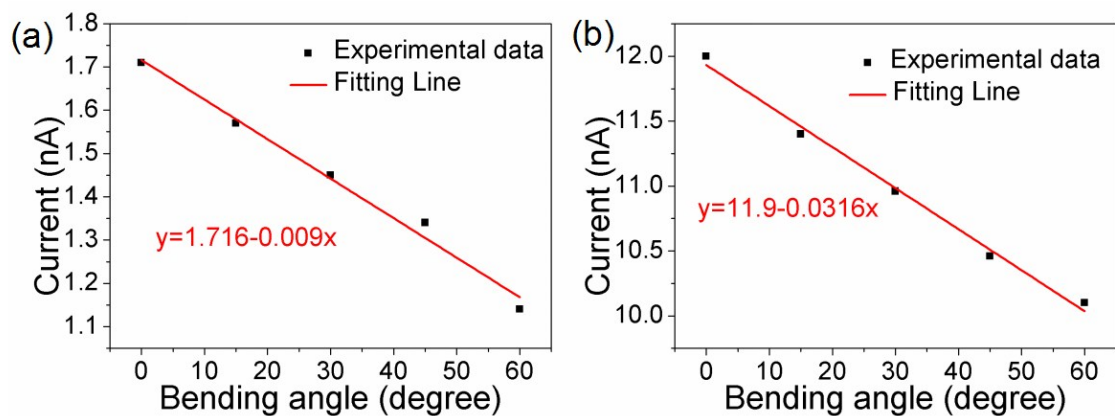 (a)
1.8
1.7
1.6
1.5
1.4
1.3
1.2
1.1
Current (nA)
Experimental data
Fitting Line
y=1.716-0.009x
0 10 20 30 40 50 60
Bending angle (degree)
(b)
12.0
11.5
11.0
10.5
10.0
Current (nA)
Experimental data
Fitting Line
y=11.9-0.0316x
0 10 20 30 40 50 60
Bending angle (degree)